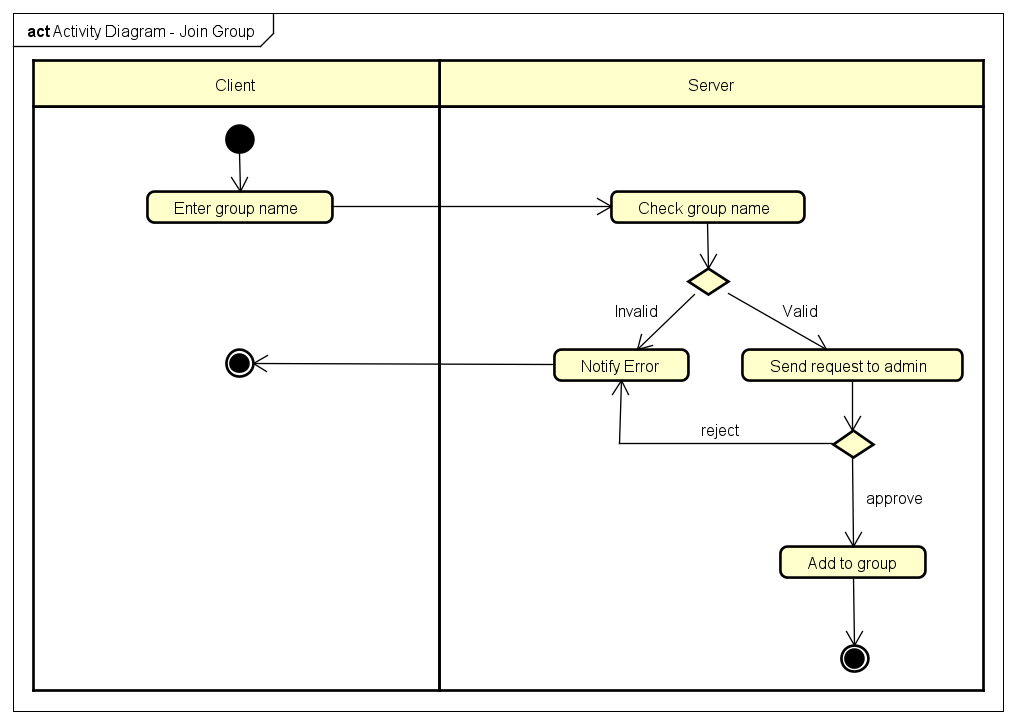 act Activity Diagram - Join Group
Client
Server
Enter group name
Check group name
Invalid
Valid
Notify Error
Send request to admin
reject
approve
Add to group